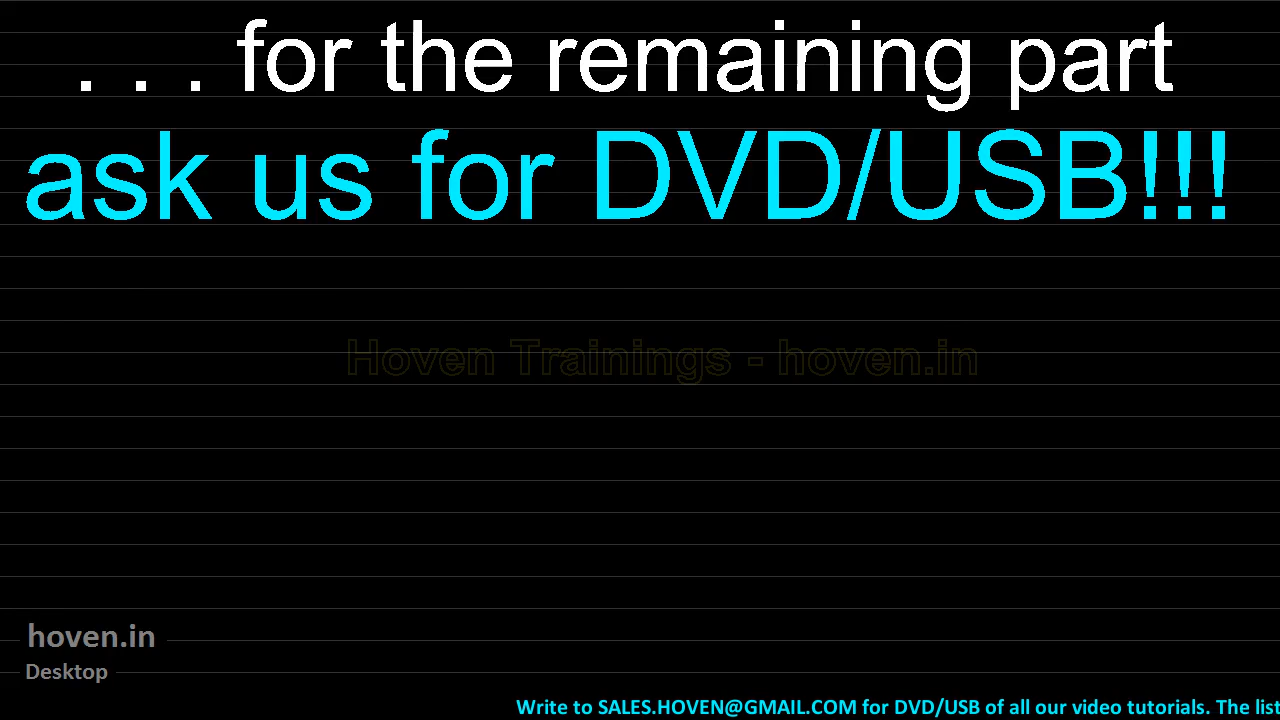 . . . for the remaining part
ask us for DVD/USB!!!
Hoven Trainings - hoven.in
hoven.in
Desktop
Write to SALES.HOVEN@GMAIL.COM for DVD/USB of all our video tutorials. The list